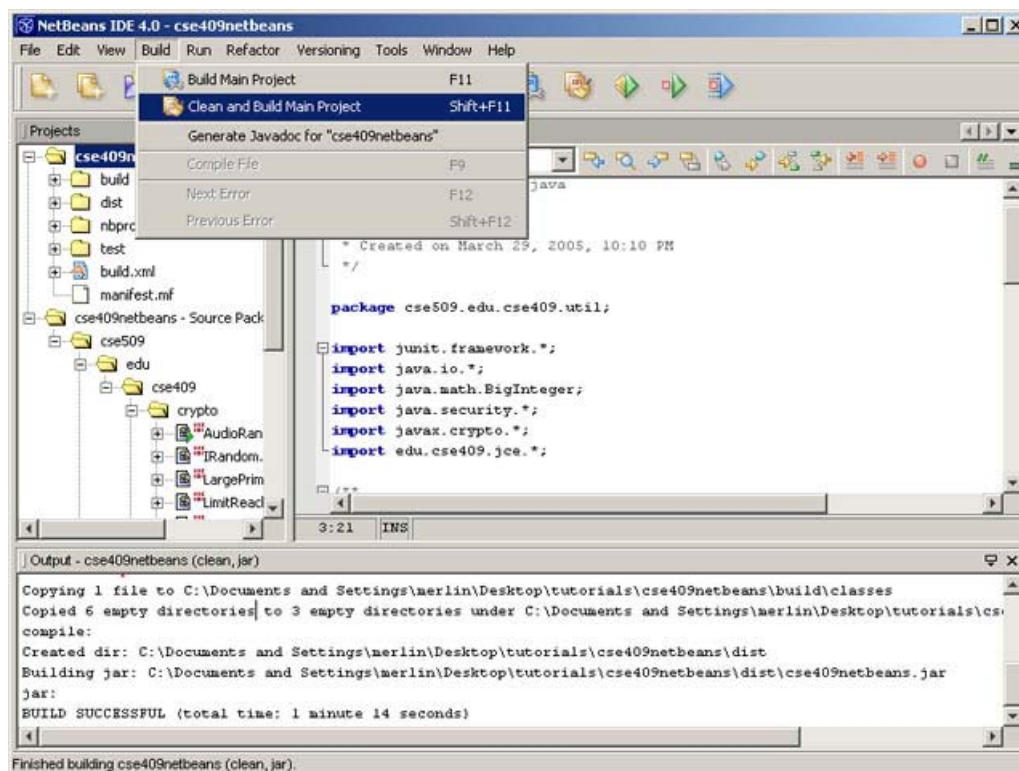 NetBeans IDE 4.0 - cse409netbeans
File Edit View Build Run Refactor Versioning Tools Window Help
Build Main Project F11
Clean and Build Main Project Shift+F11
Generate Javadoc for "cse409netbeans"
Compile File F9
Next Error F12
Previous Error Shift+F12
Projects
cse409n
build
dist
nbpro
test
build.xml
manifest.mf
cse409netbeans - Source Pack
cse509
edu
cse409
crypto
AudioRan
IRandom.
LargePrim
LimitReacl
java
* Created on March 29, 2005, 10:10 PM
*/
package cse509.edu.cse409.util;
import junit.framework.*;
import java.io.*;
import java.math.BigInteger;
import java.security.*;
import javax.crypto.*;
import edu.cse409.jce.*;
/**
3:21 INS
Output - cse409netbeans (clean, jar)
Copying 1 file to C:\Documents and Settings\merlin\Desktop\tutorials\cse409netbeans\build\classes
Copied 6 empty directories to 3 empty directories under C:\Documents and Settings\merlin\Desktop\tutorials\cs
compile:
Created dir: C:\Documents and Settings\merlin\Desktop\tutorials\cse409netbeans\dist
Building jar: C:\Documents and Settings\merlin\Desktop\tutorials\cse409netbeans\dist\cse409netbeans.jar
jar:
BUILD SUCCESSFUL (total time: 1 minute 14 seconds)
Finished building cse409netbeans (clean, jar).